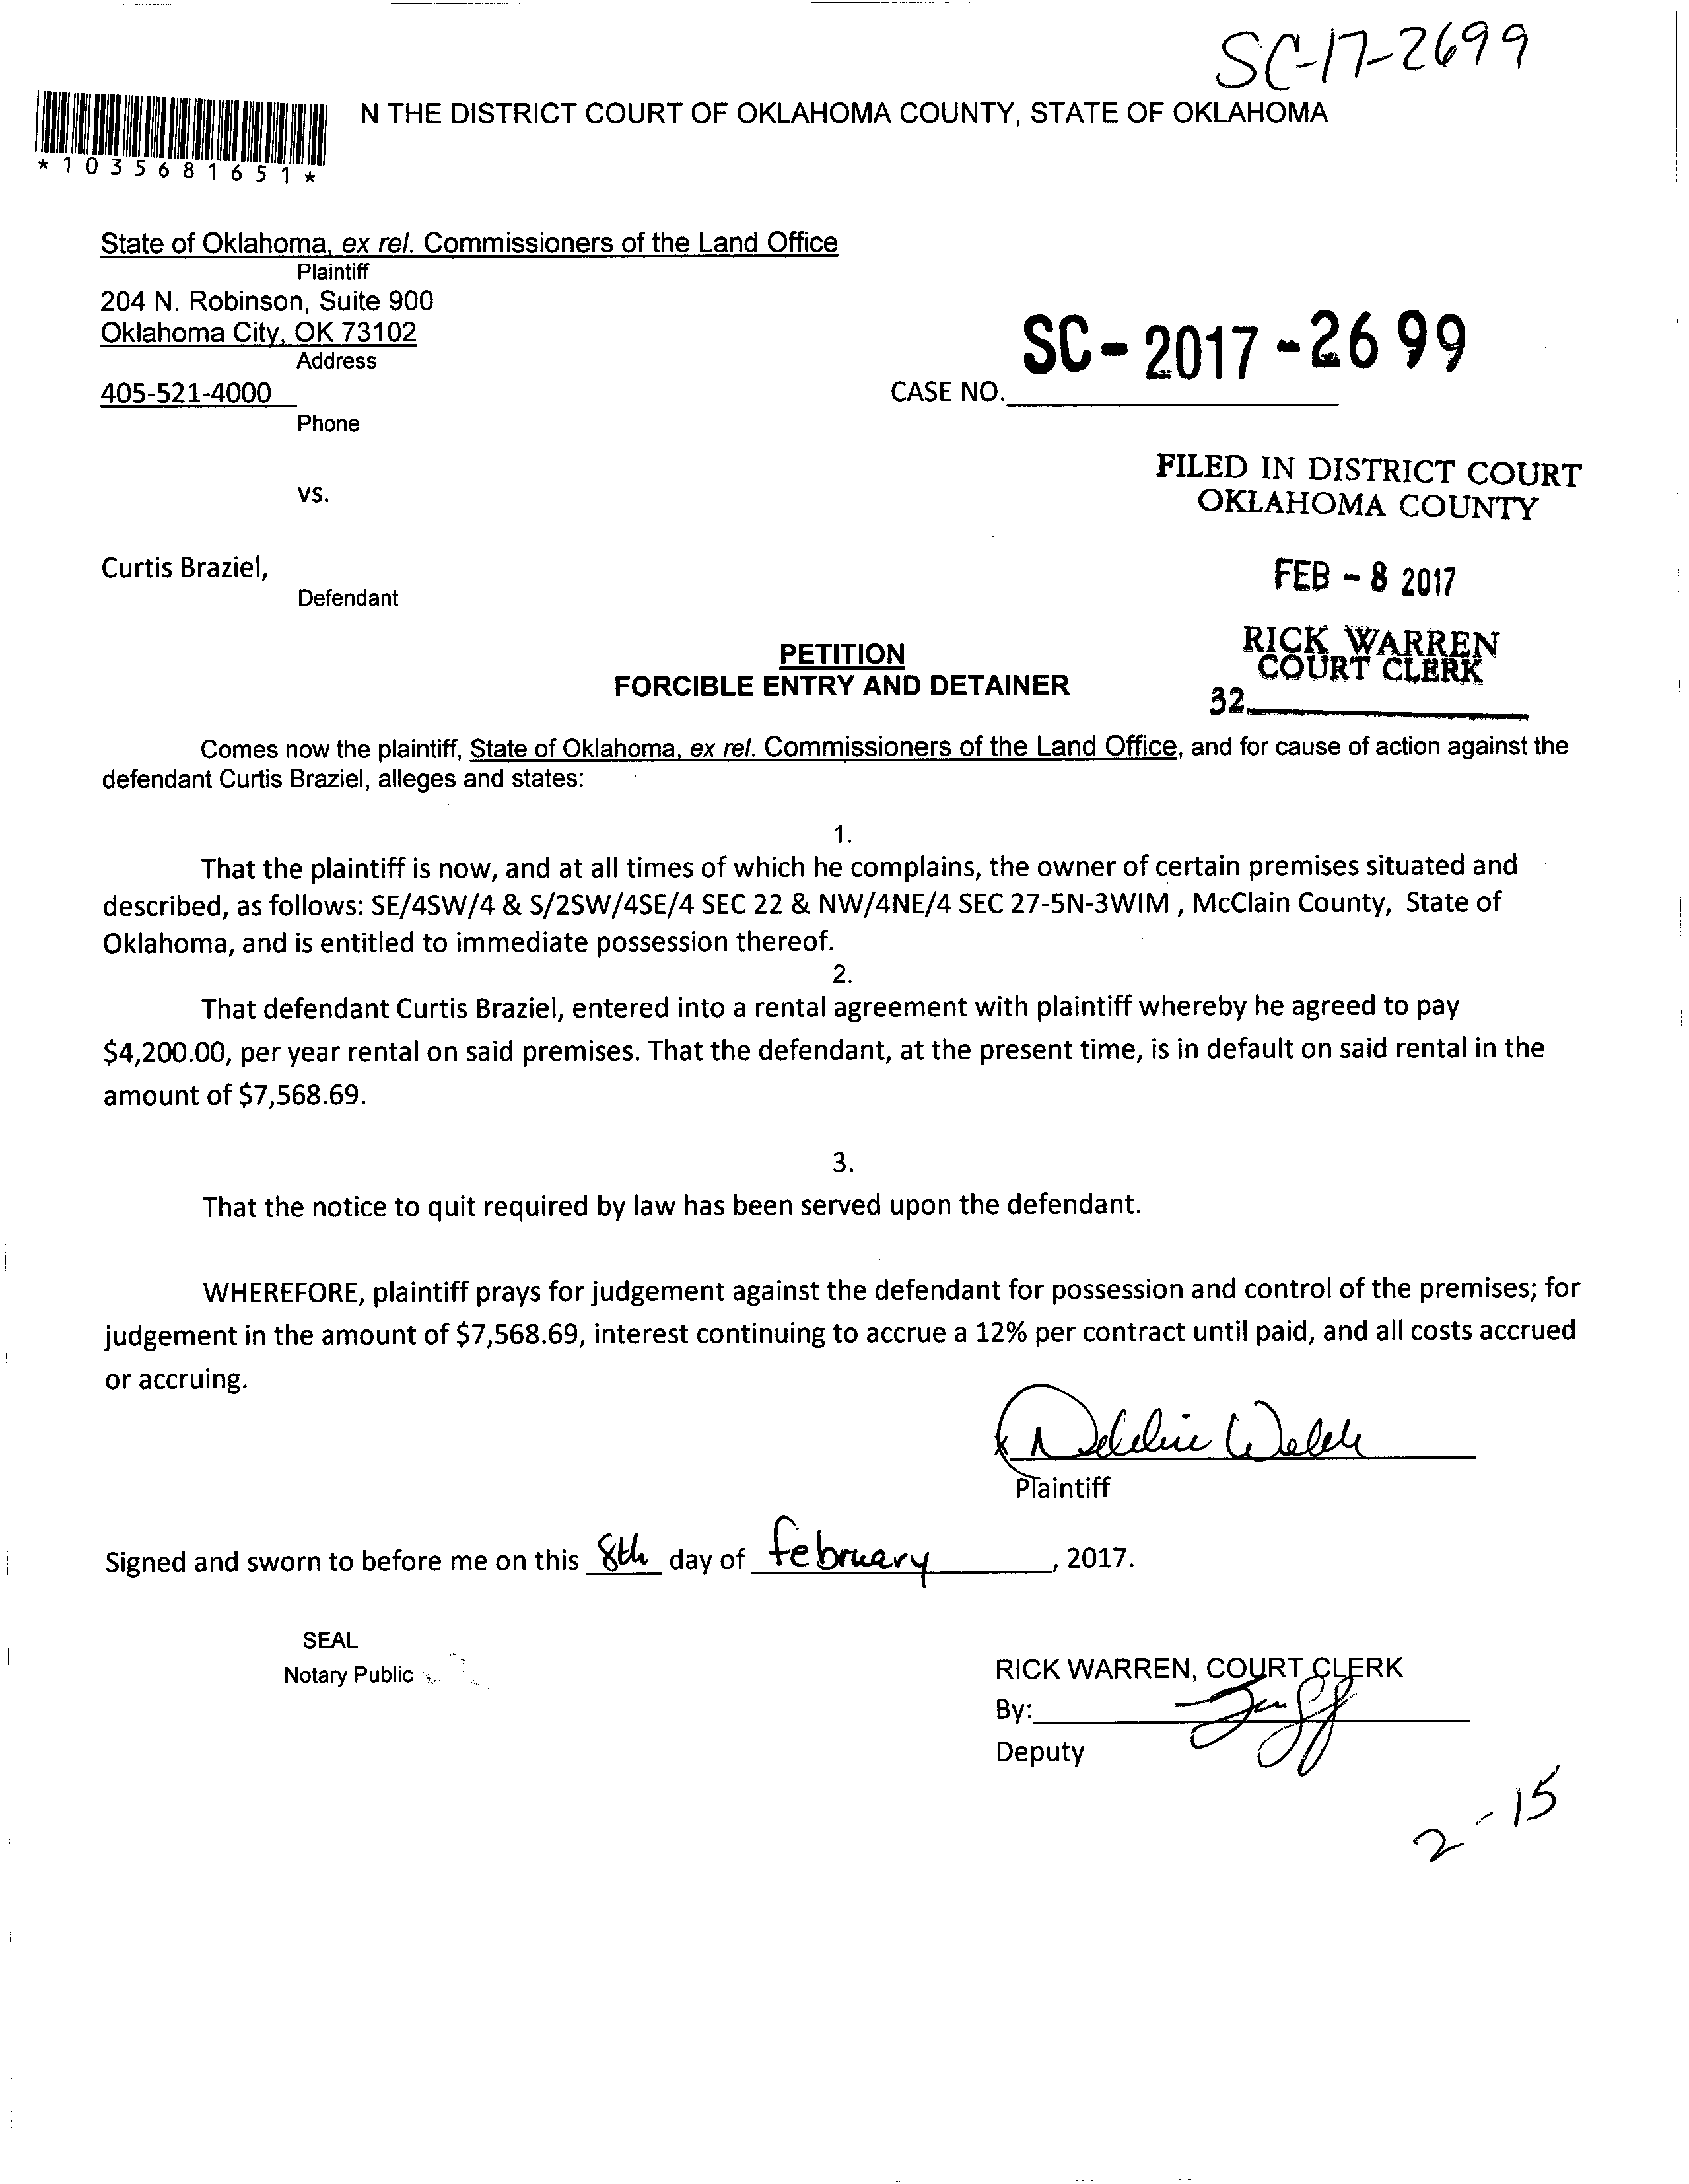 SC-17-2699
N THE DISTRICT COURT OF OKLAHOMA COUNTY, STATE OF OKLAHOMA
*1035681651*
State of Oklahoma, ex rel. Commissioners of the Land Office
Plaintiff
204 N. Robinson, Suite 900
Oklahoma City, OK 73102
Address
SC-2017-2699
405-521-4000
CASE NO.
Phone
FILED IN DISTRICT COURT
OKLAHOMA COUNTY
vs.
Curtis Braziel,
FEB - 8 2017
Defendant
RICK WARREN
COURT CLERK
32
PETITION
FORCIBLE ENTRY AND DETAINER
Comes now the plaintiff, State of Oklahoma, ex rel. Commissioners of the Land Office, and for cause of action against the
defendant Curtis Braziel, alleges and states:
1.
That the plaintiff is now, and at all times of which he complains, the owner of certain premises situated and
described, as follows: SE/4SW/4 & S/2SW/4SE/4 SEC 22 & NW/4NE/4 SEC 27-5N-3WIM , McClain County, State of
Oklahoma, and is entitled to immediate possession thereof.
2.
That defendant Curtis Braziel, entered into a rental agreement with plaintiff whereby he agreed to pay
$4,200.00, per year rental on said premises. That the defendant, at the present time, is in default on said rental in the
amount of $7,568.69.
3.
That the notice to quit required by law has been served upon the defendant.
WHEREFORE, plaintiff prays for judgement against the defendant for possession and control of the premises; for
judgement in the amount of $7,568.69, interest continuing to accrue a 12% per contract until paid, and all costs accrued
or accruing.
x Debbie Welch
Plaintiff
Signed and sworn to before me on this 8th day of february, 2017.
SEAL
Notary Public
RICK WARREN, COURT CLERK
By:
Deputy
2-15